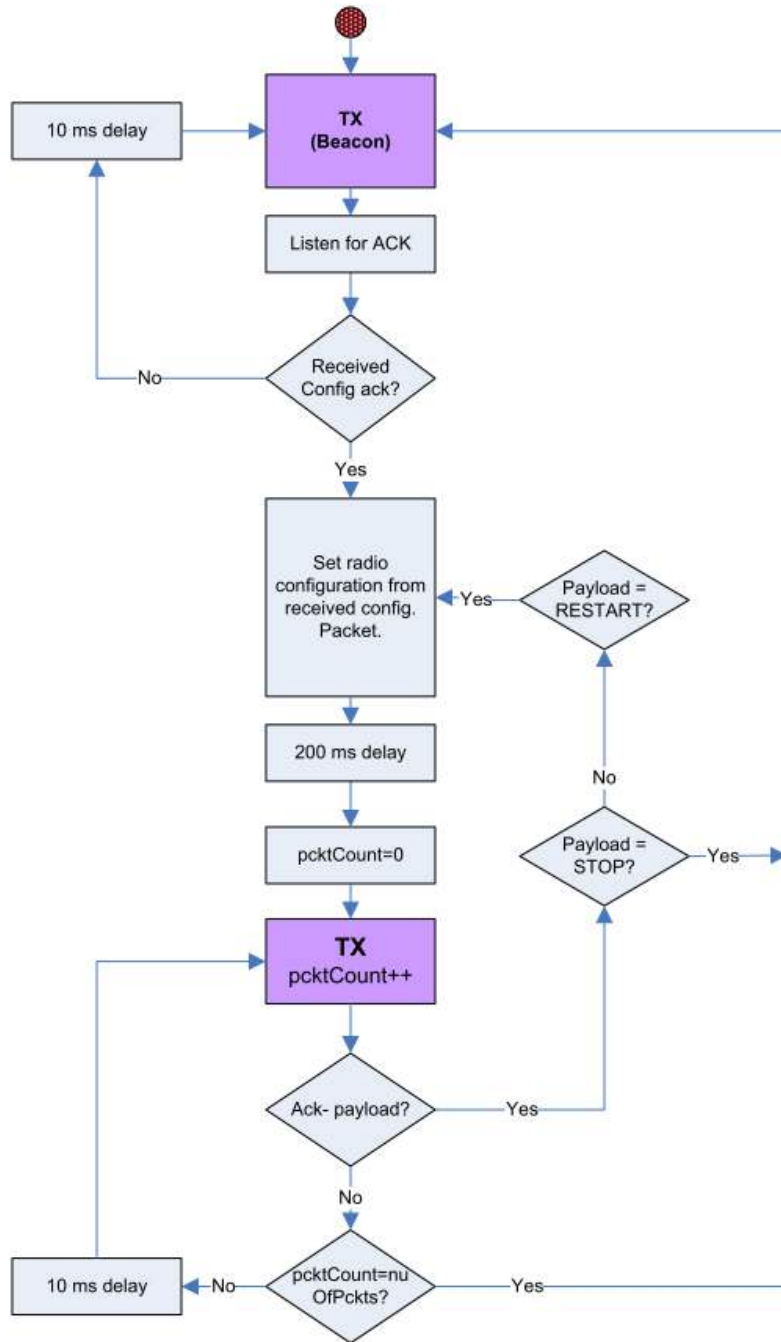 TX
(Beacon)
10 ms delay
Listen for ACK
Received
Config ack?
No
Yes
Set radio
configuration from
received config.
Packet.
Yes
Payload =
RESTART?
200 ms delay
No
pcktCount=0
Payload =
STOP?
Yes
TX
pcktCount++
Ack- payload?
Yes
No
pcktCount=nu
OfPckts?
No
10 ms delay
Yes